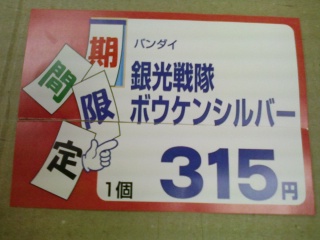 期間限定
バンダイ
銀光戦隊
ボウケンシルバー
1個 315円